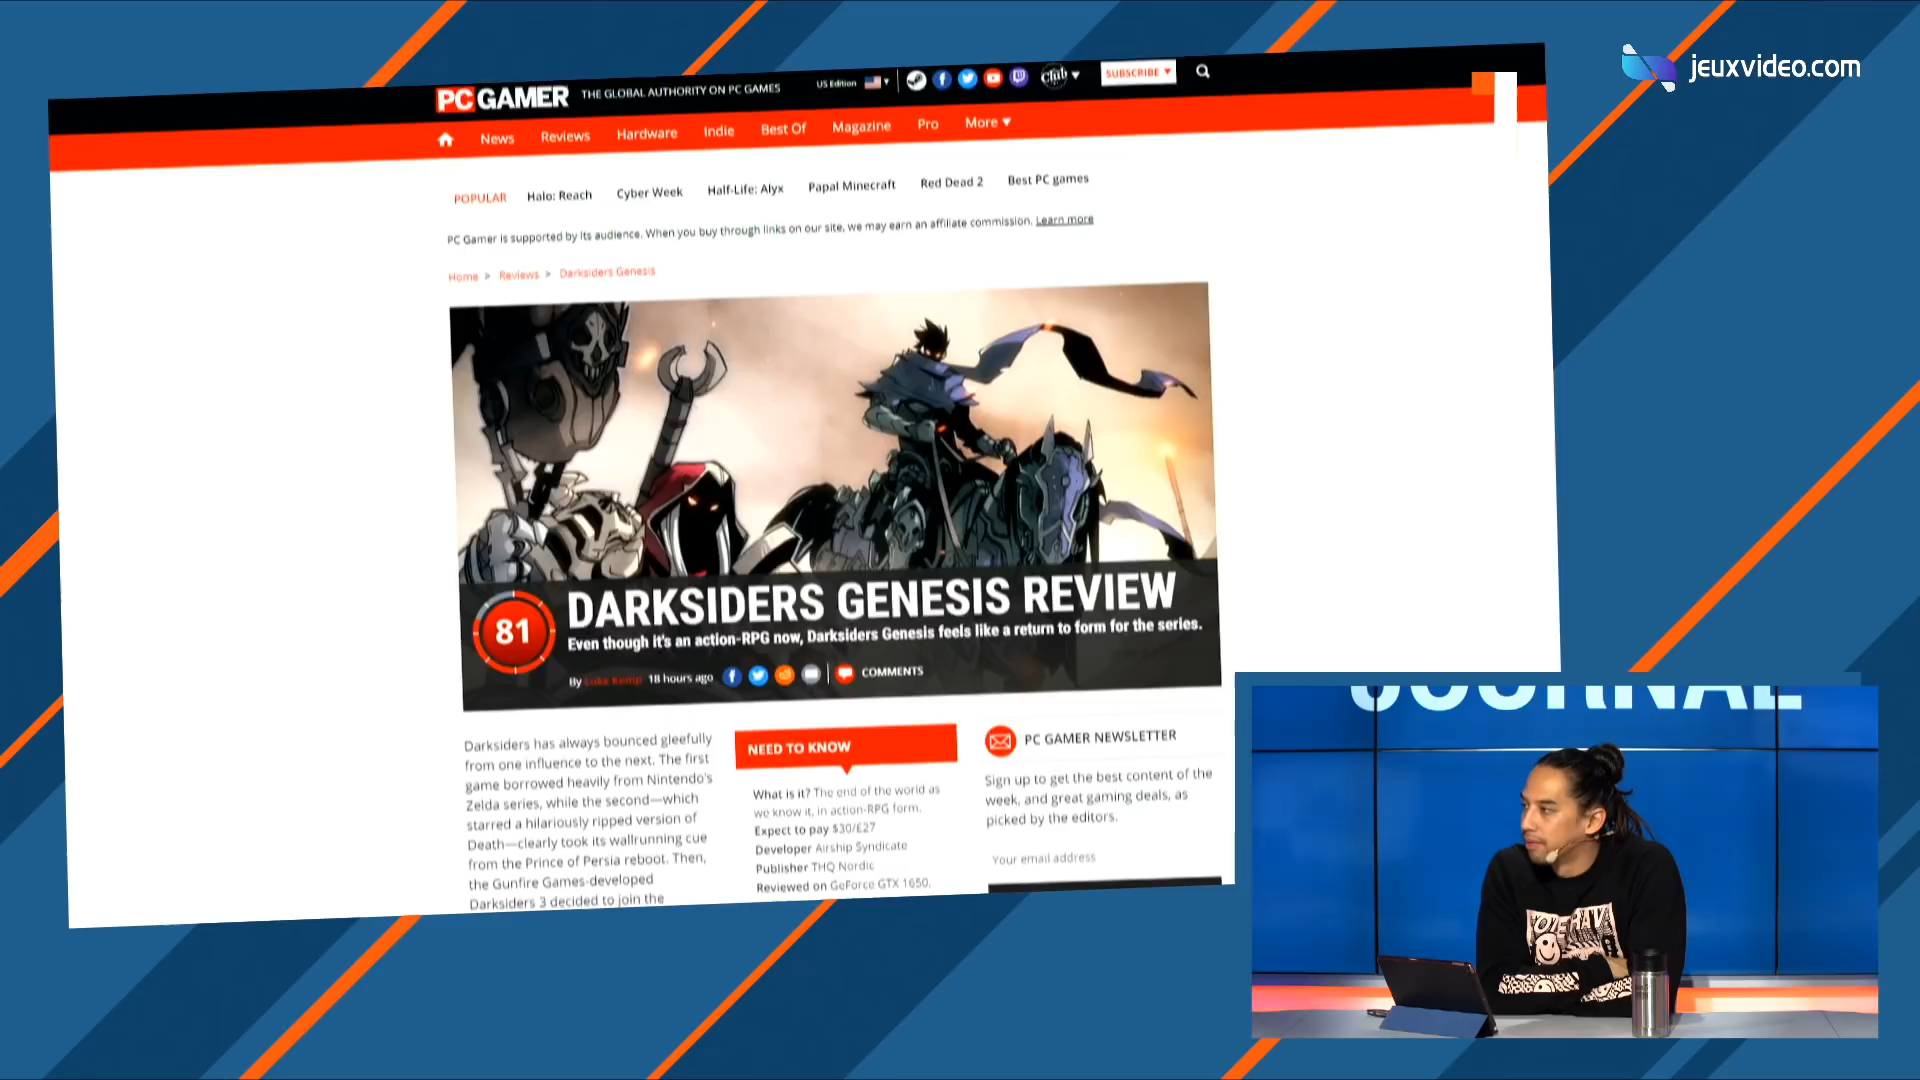 jeuxvideo.com
PC GAMER THE GLOBAL AUTHORITY ON PC GAMES US Edition Club SUBSCRIBE
News Reviews Hardware Indie Best Of Magazine Pro More
POPULAR Halo: Reach Cyber Week Half-Life: Alyx Papal Minecraft Red Dead 2 Best PC games
PC Gamer is supported by its audience. When you buy through links on our site, we may earn an affiliate commission. Learn more
Home > Reviews > Darksiders Genesis
81
DARKSIDERS GENESIS REVIEW
Even though it's an action-RPG now, Darksiders Genesis feels like a return to form for the series.
By Luke Kemp 18 hours ago COMMENTS
Darksiders has always bounced gleefully
from one influence to the next. The first
game borrowed heavily from Nintendo's
Zelda series, while the second—which
starred a hilariously ripped version of
Death—clearly took its wallrunning cue
from the Prince of Persia reboot. Then,
the Gunfire Games-developed
Darksiders 3 decided to join the
NEED TO KNOW
What is it? The end of the world as
we know it, in action-RPG form.
Expect to pay $30/£27
Developer Airship Syndicate
Publisher THQ Nordic
Reviewed on GeForce GTX 1650,
PC GAMER NEWSLETTER
Sign up to get the best content of the
week, and great gaming deals, as
picked by the editors.
Your email address
JOURNAL